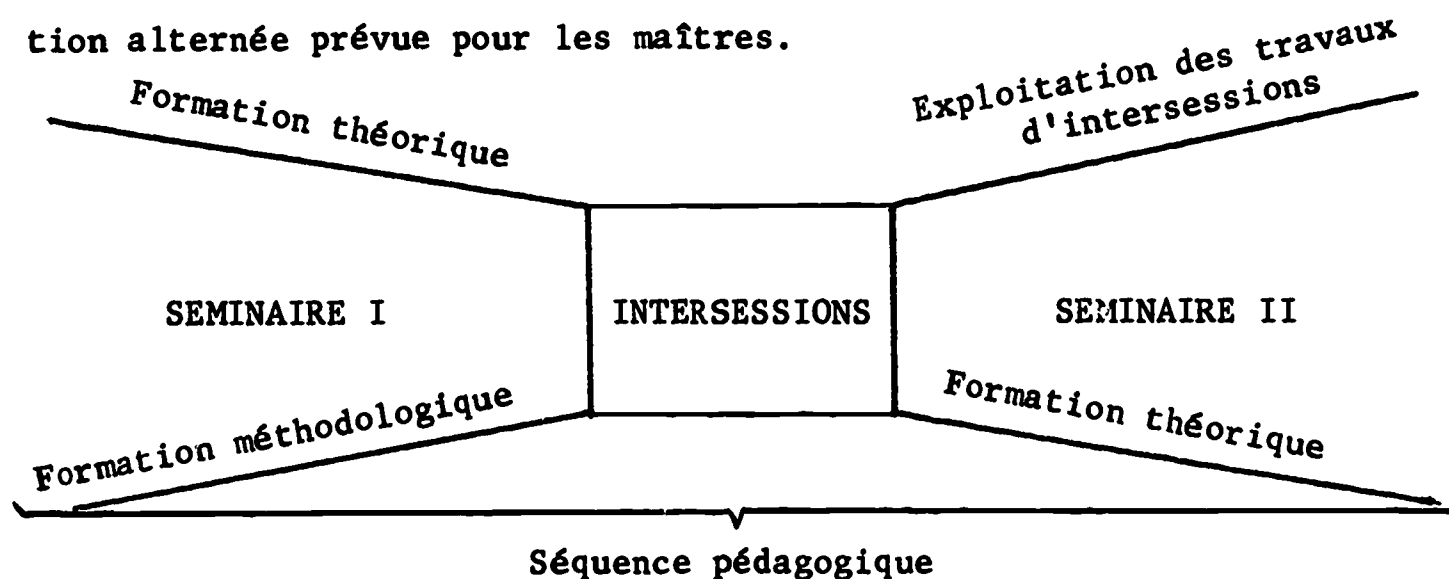 tion alternée prévue pour les maîtres.
Formation théorique
Exploitation des travaux
d'intersessions
SEMINAIRE I
INTERSESSIONS
SEMINAIRE II
Formation méthodologique
Formation théorique
Séquence pédagogique